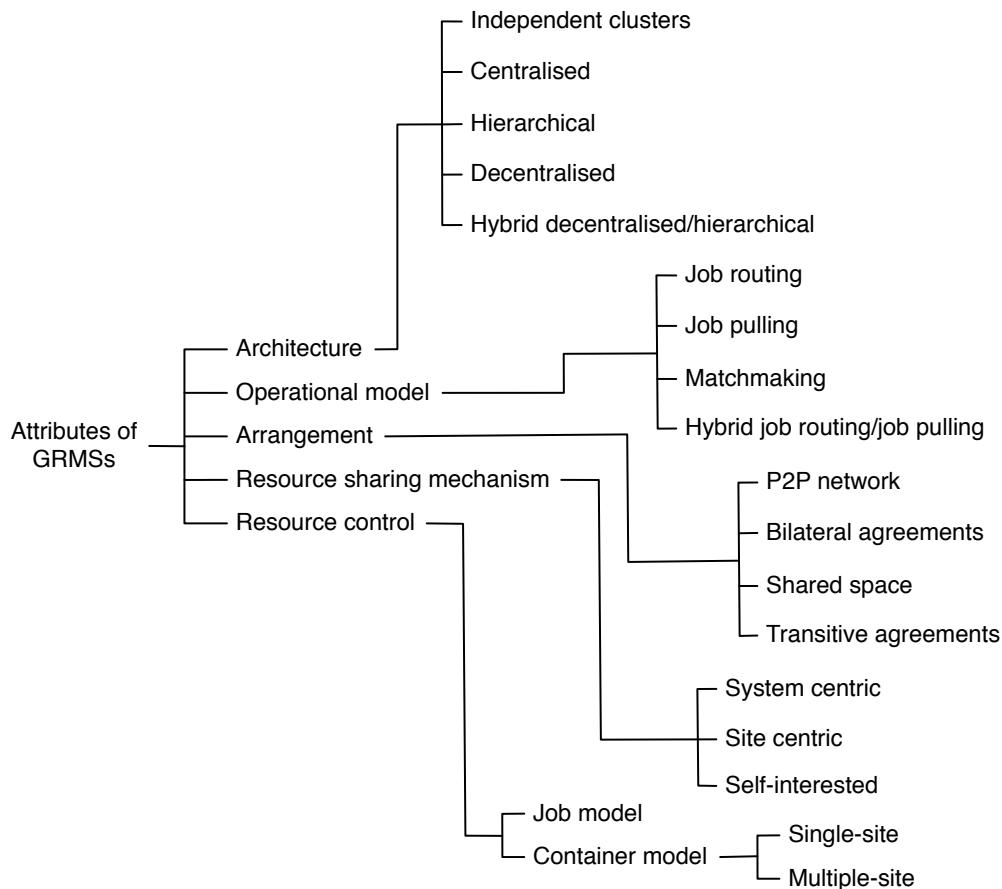 Independent clusters
Centralised
Hierarchical
Decentralised
Hybrid decentralised/hierarchical
Job routing
Job pulling
Matchmaking
Hybrid job routing/job pulling
Architecture
Operational model
Arrangement
Resource sharing mechanism
Resource control
Attributes of
GRMSs
P2P network
Bilateral agreements
Shared space
Transitive agreements
System centric
Site centric
Self-interested
Job model
Container model
Single-site
Multiple-site